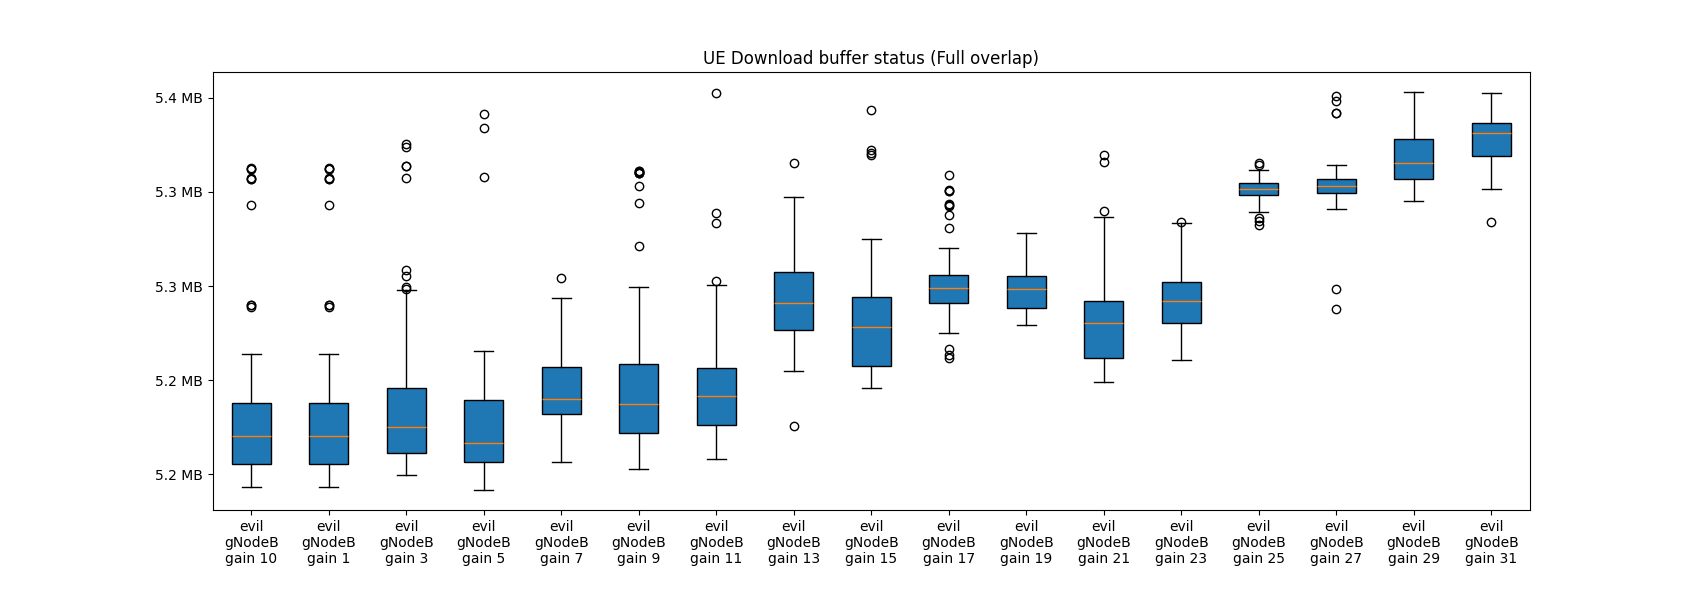 UE Download buffer status (Full overlap)
5.4 MB
5.3 MB
5.3 MB
5.2 MB
5.2 MB
evil
gNodeB
gain 10
evil
gNodeB
gain 1
evil
gNodeB
gain 3
evil
gNodeB
gain 5
evil
gNodeB
gain 7
evil
gNodeB
gain 9
evil
gNodeB
gain 11
evil
gNodeB
gain 13
evil
gNodeB
gain 15
evil
gNodeB
gain 17
evil
gNodeB
gain 19
evil
gNodeB
gain 21
evil
gNodeB
gain 23
evil
gNodeB
gain 25
evil
gNodeB
gain 27
evil
gNodeB
gain 29
evil
gNodeB
gain 31